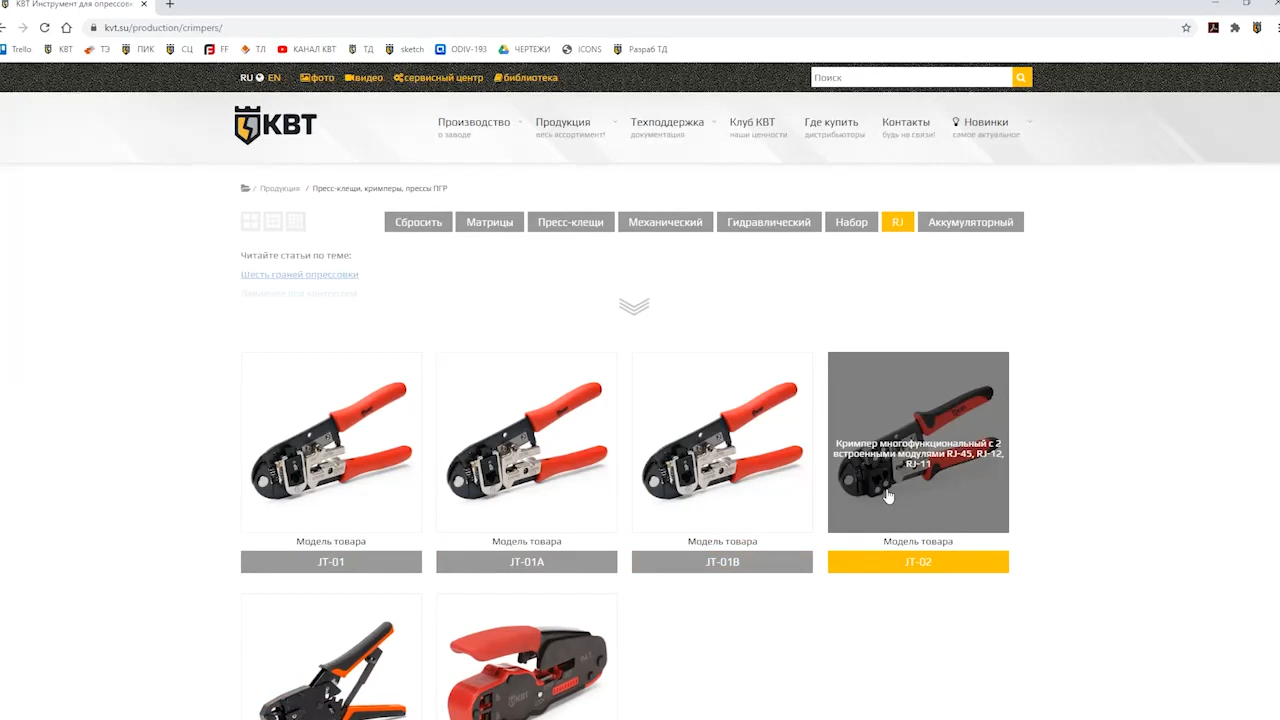 КВТ Инструмент для опрессов
kvt.su/production/crimpers/
Trello КВТ ТЭ ПИК СЦ FF ТЛ КАНАЛ КВТ ТД sketch ODIV-193 ЧЕРТЕЖИ ICONS Разраб ТД
RU EN фото видео сервисный центр библиотека Поиск
КВТ
Производство Продукция Техподдержка Клуб КВТ Где купить Контакты Новинки
о заводе весь ассортимент! документация наши ценности дистрибьюторы будь на связи! самое актуальное
/ Продукция / Пресс-клещи, кримперы, прессы ПГР
Сбросить Матрицы Пресс-клещи Механический Гидравлический Набор RJ Аккумуляторный
Читайте статьи по теме:
Шесть граней опрессовки
Давление под контролем
Кримпер многофункциональный с 2
встроенными модулями RJ-45, RJ-12,
RJ-11
Модель товара Модель товара Модель товара Модель товара
JT-01 JT-01A JT-01B JT-02
КВТ